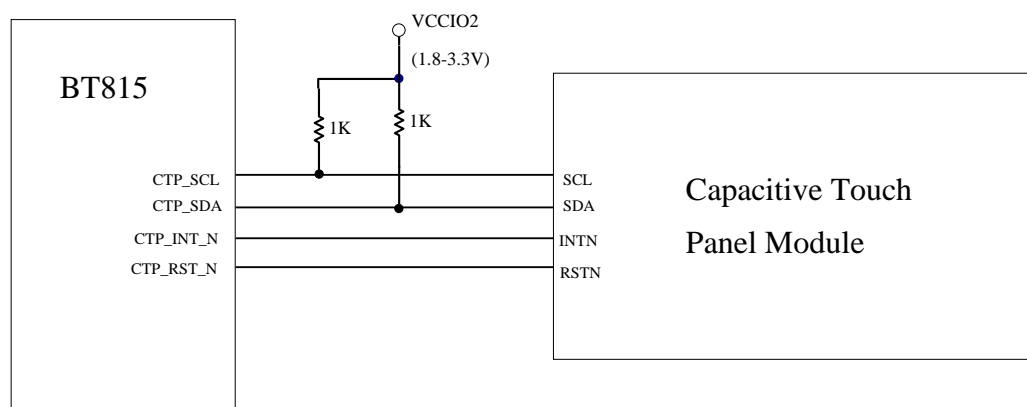 VCCIO2
(1.8-3.3V)
BT815
1K
1K
CTP_SCL
SCL
CTP_SDA
SDA
CTP_INT_N
INTN
CTP_RST_N
RSTN
Capacitive Touch
Panel Module